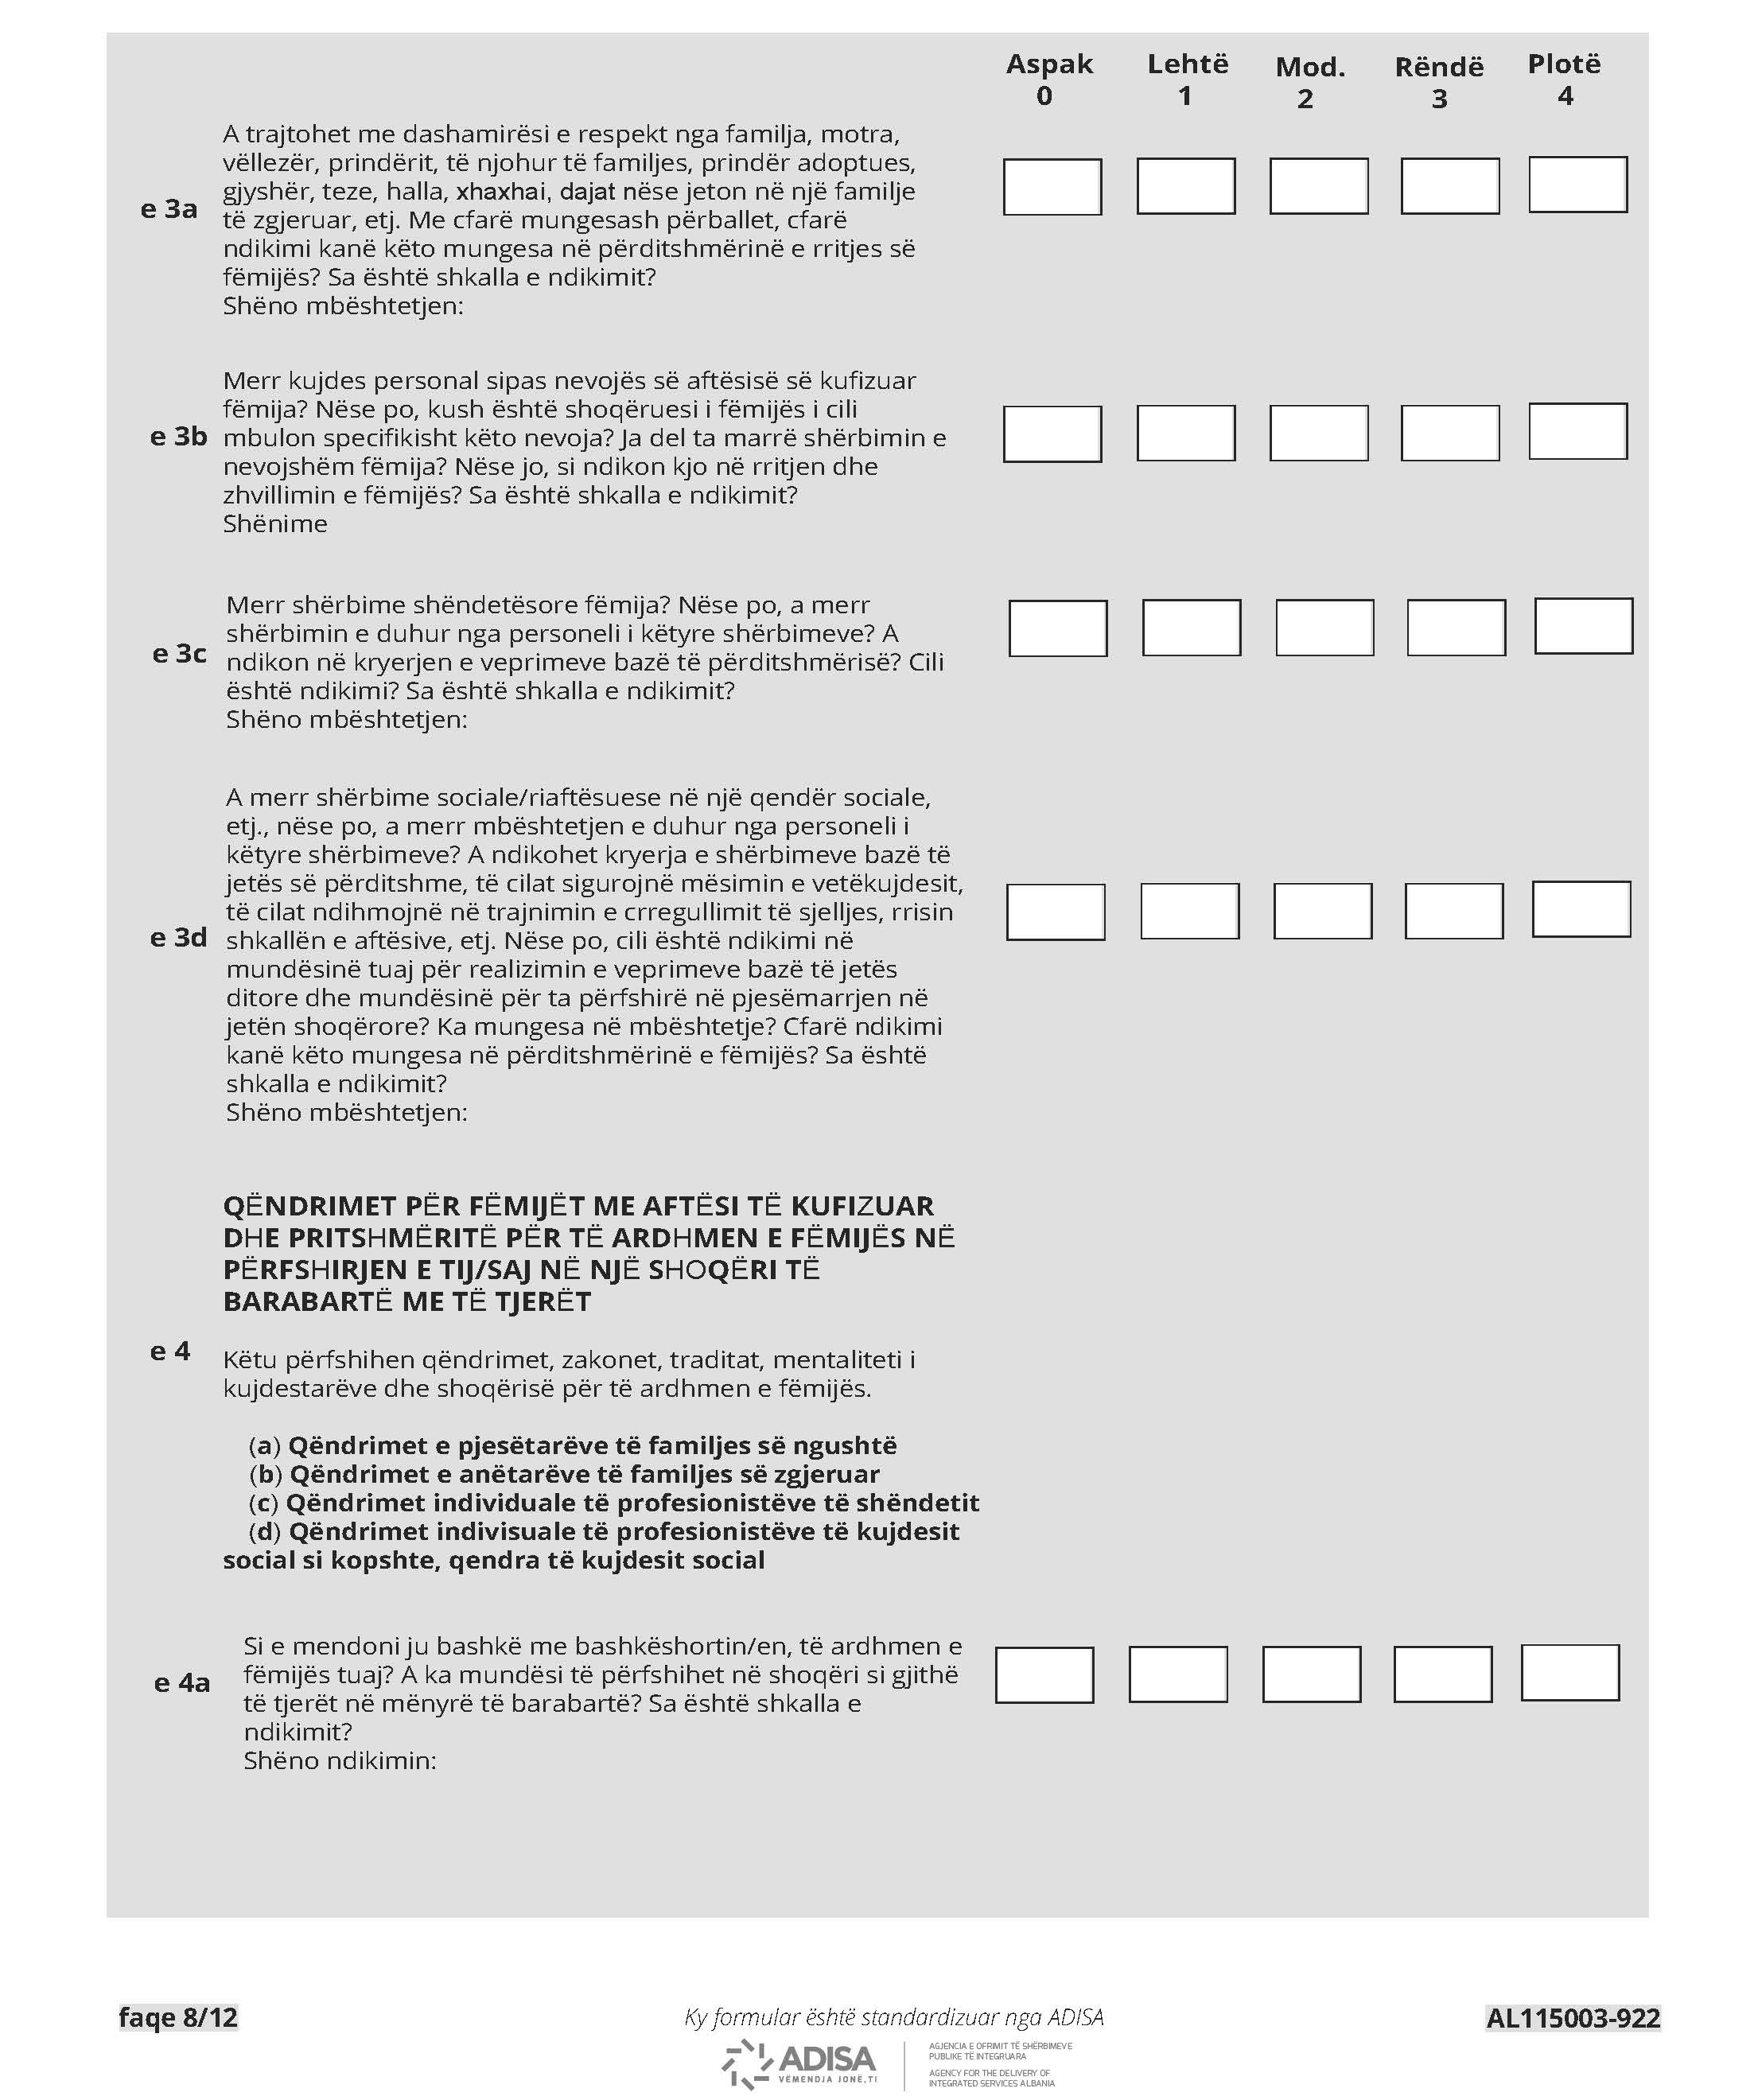 Aspak Lehtë Mod. Rëndë Plotë
0 1 2 3 4
A trajtohet me dashamirësi e respekt nga familja, motra,
vëllezër, prindërit, të njohur të familjes, prindër adoptues,
gjyshër, teze, halla, xhaxhai, dajat nëse jeton në një familje
e 3a
të zgjeruar, etj. Me cfarë mungesash përballet, cfarë
ndikimi kanë këto mungesa në përditshmërinë e rritjes së
fëmijës? Sa është shkalla e ndikimit?
Shëno mbështetjen:
Merr kujdes personal sipas nevojës së aftësisë së kufizuar
fëmija? Nëse po, kush është shoqëruesi i fëmijës i cili
e 3b mbulon specifikisht këto nevoja? Ja del ta marrë shërbimin e
nevojshëm fëmija? Nëse jo, si ndikon kjo në rritjen dhe
zhvillimin e fëmijës? Sa është shkalla e ndikimit?
Shënime
Merr shërbime shëndetësore fëmija? Nëse po, a merr
shërbimin e duhur nga personeli i këtyre shërbimeve? A
e 3c ndikon në kryerjen e veprimeve bazë të përditshmërisë? Cili
është ndikimi? Sa është shkalla e ndikimit?
Shëno mbështetjen:
A merr shërbime sociale/riaftësuese në një qendër sociale,
etj., nëse po, a merr mbështetjen e duhur nga personeli i
këtyre shërbimeve? A ndikohet kryerja e shërbimeve bazë të
jetës së përditshme, të cilat sigurojnë mësimin e vetëkujdesit,
të cilat ndihmojnë në trajnimin e crregullimit të sjelljes, rrisin
e 3d shkallën e aftësive, etj. Nëse po, cili është ndikimi në
mundësinë tuaj për realizimin e veprimeve bazë të jetës
ditore dhe mundësinë për ta përfshirë në pjesëmarrjen në
jetën shoqërore? Ka mungesa në mbështetje? Cfarë ndikimi
kanë këto mungesa në përditshmërinë e fëmijës? Sa është
shkalla e ndikimit?
Shëno mbështetjen:
QËNDRIMET PËR FËMIJËT ME AFTËSI TË KUFIZUAR
DHE PRITSHMËRITË PËR TË ARDHMEN E FËMIJËS NË
PËRFSHIRJEN E TIJ/SAJ NË NJË SHOQËRI TË
BARABARTË ME TË TJERËT
e 4
Këtu përfshihen qëndrimet, zakonet, traditat, mentaliteti i
kujdestarëve dhe shoqërisë për të ardhmen e fëmijës.
(a) Qëndrimet e pjesëtarëve të familjes së ngushtë
(b) Qëndrimet e anëtarëve të familjes së zgjeruar
(c) Qëndrimet individuale të profesionistëve të shëndetit
(d) Qëndrimet indivisuale të profesionistëve të kujdesit
social si kopshte, qendra të kujdesit social
Si e mendoni ju bashkë me bashkëshortin/en, të ardhmen e
e 4a fëmijës tuaj? A ka mundësi të përfshihet në shoqëri si gjithë
të tjerët në mënyrë të barabartë? Sa është shkalla e
ndikimit?
Shëno ndikimin:
faqe 8/12 Ky formular është standardizuar nga ADISA AL115003-922
ADISA
VËMENDJA JONË, TI
AGJENCIA E OFRIMIT TË SHËRBIMEVE
PUBLIKE TË INTEGRUARA
AGENCY FOR THE DELIVERY OF
INTEGRATED SERVICES ALBANIA